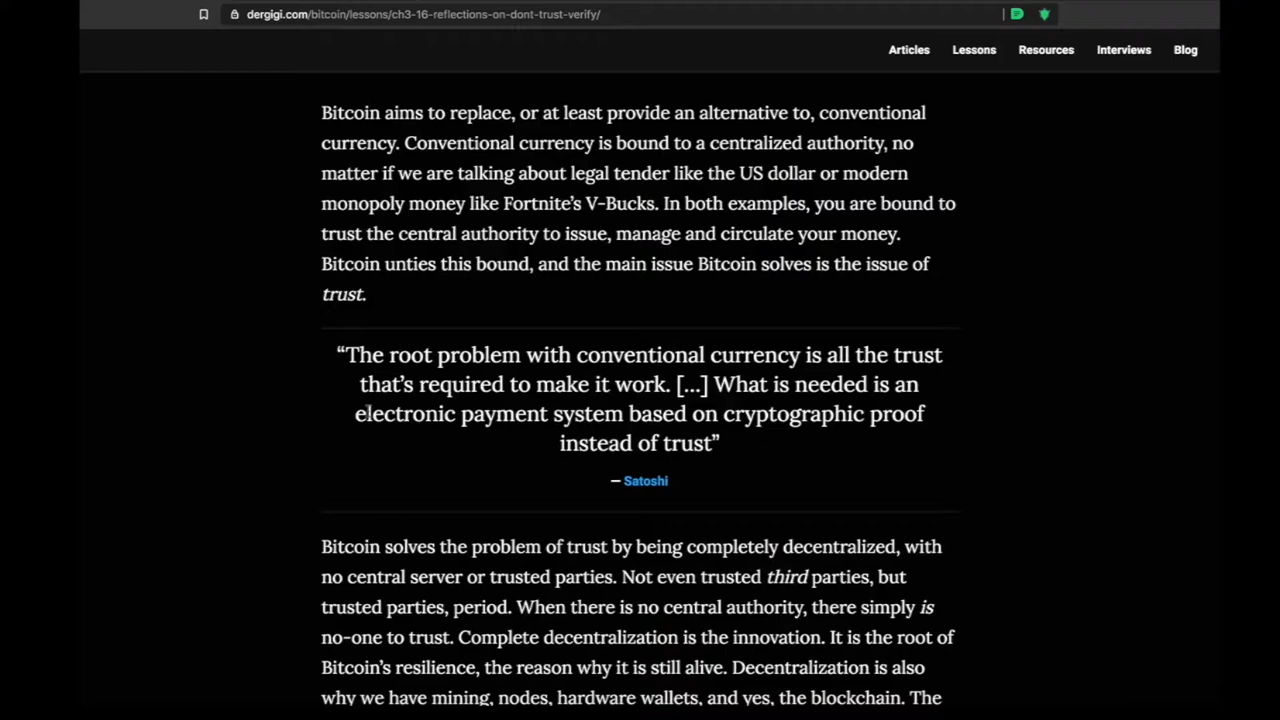 dergigi.com/bitcoin/lessons/ch3-16-reflections-on-dont-trust-verify/
Articles Lessons Resources Interviews Blog
Bitcoin aims to replace, or at least provide an alternative to, conventional
currency. Conventional currency is bound to a centralized authority, no
matter if we are talking about legal tender like the US dollar or modern
monopoly money like Fortnite’s V-Bucks. In both examples, you are bound to
trust the central authority to issue, manage and circulate your money.
Bitcoin unties this bound, and the main issue Bitcoin solves is the issue of
trust.
“The root problem with conventional currency is all the trust
that’s required to make it work. […] What is needed is an
electronic payment system based on cryptographic proof
instead of trust”
— Satoshi
Bitcoin solves the problem of trust by being completely decentralized, with
no central server or trusted parties. Not even trusted third parties, but
trusted parties, period. When there is no central authority, there simply is
no-one to trust. Complete decentralization is the innovation. It is the root of
Bitcoin’s resilience, the reason why it is still alive. Decentralization is also
why we have mining, nodes, hardware wallets, and yes, the blockchain. The